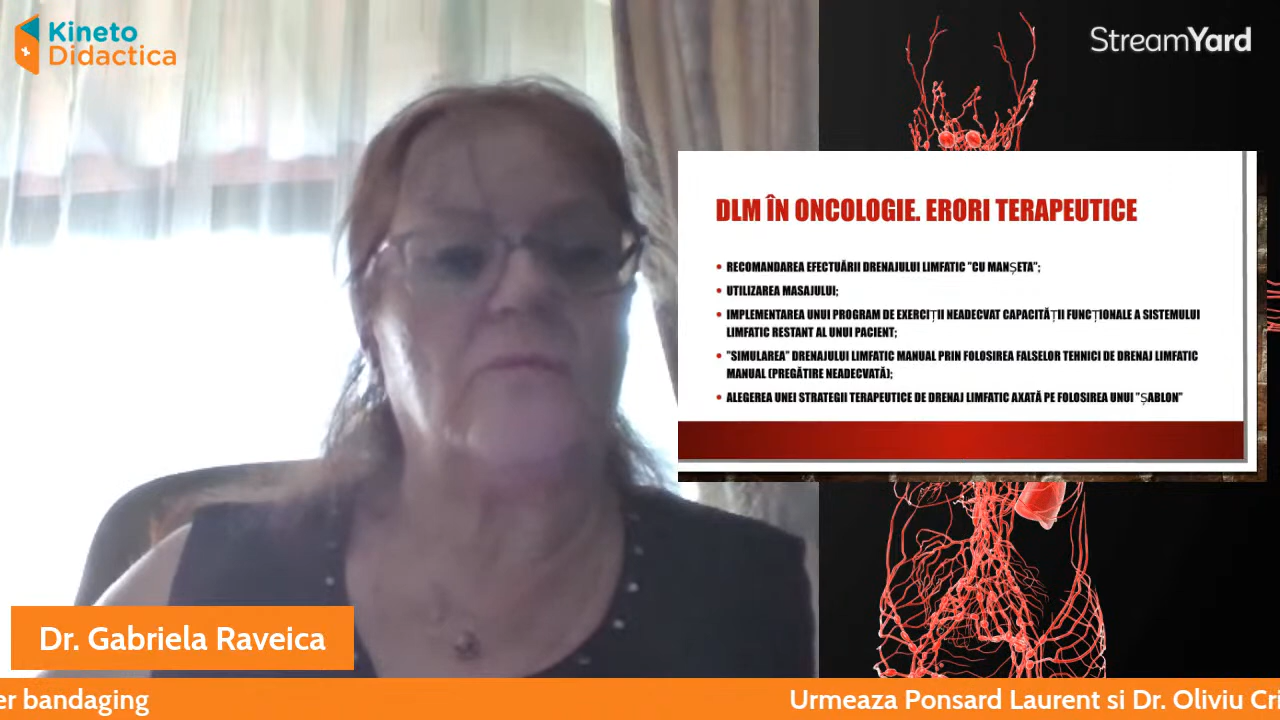 Kineto
Didactica
StreamYard
DLM ÎN ONCOLOGIE. ERORI TERAPEUTICE
• RECOMANDAREA EFECTUĂRII DRENAJULUI LIMFATIC "CU MANȘETA";
• UTILIZAREA MASAJULUI;
• IMPLEMENTAREA UNUI PROGRAM DE EXERCIȚII NEADECVAT CAPACITĂȚII FUNCȚIONALE A SISTEMULUI
LIMFATIC RESTANT AL UNUI PACIENT;
• "SIMULAREA" DRENAJULUI LIMFATIC MANUAL PRIN FOLOSIREA FALSELOR TEHNICI DE DRENAJ LIMFATIC
MANUAL (PREGĂTIRE NEADECVATĂ);
• ALEGEREA UNEI STRATEGII TERAPEUTICE DE DRENAJ LIMFATIC AXATĂ PE FOLOSIREA UNUI "ȘABLON"
Dr. Gabriela Raveica
er bandaging
Urmeaza Ponsard Laurent si Dr. Oliviu Cri